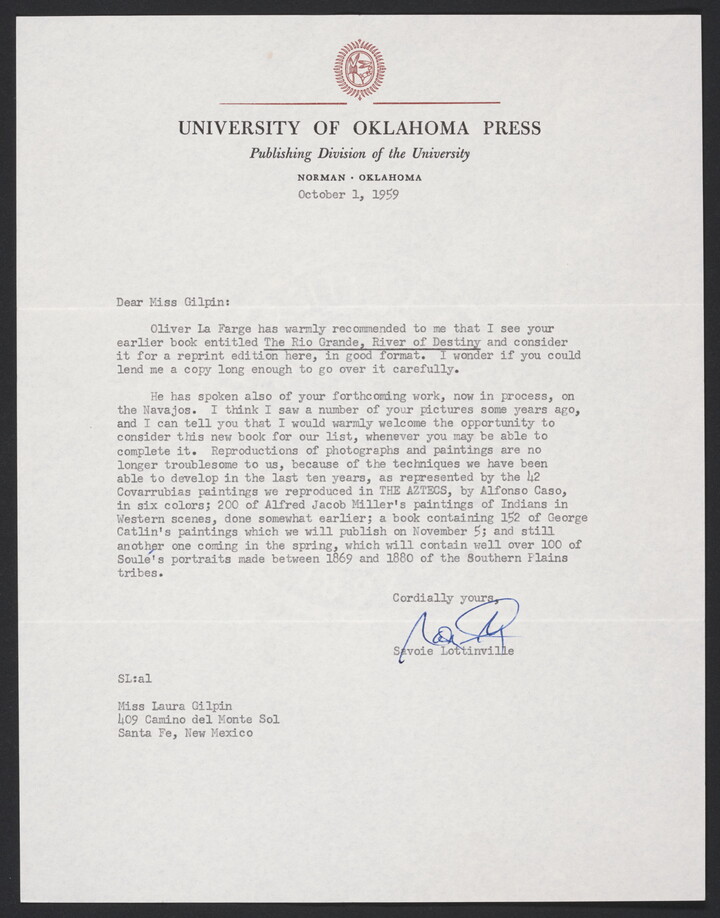 UNIVERSITY OF OKLAHOMA PRESS
Publishing Division of the University
NORMAN · OKLAHOMA
October 1, 1959
Dear Miss Gilpin:
Oliver La Farge has warmly recommended to me that I see your
earlier book entitled The Rio Grande, River of Destiny and consider
it for a reprint edition here, in good format. I wonder if you could
lend me a copy long enough to go over it carefully.
He has spoken also of your forthcoming work, now in process, on
the Navajos. I think I saw a number of your pictures some years ago,
and I can tell you that I would warmly welcome the opportunity to
consider this new book for our list, whenever you may be able to
complete it. Reproductions of photographs and paintings are no
longer troublesome to us, because of the techniques we have been
able to develop in the last ten years, as represented by the 42
Covarrubias paintings we reproduced in THE AZTECS, by Alfonso Caso,
in six colors; 200 of Alfred Jacob Miller's paintings of Indians in
Western scenes, done somewhat earlier; a book containing 152 of George
Catlin's paintings which we will publish on November 5; and still
another one coming in the spring, which will contain well over 100 of
Soule's portraits made between 1869 and 1880 of the Southern Plains
tribes.
Cordially yours,
Savoie Lottinville
SL:al
Miss Laura Gilpin
409 Camino del Monte Sol
Santa Fe, New Mexico